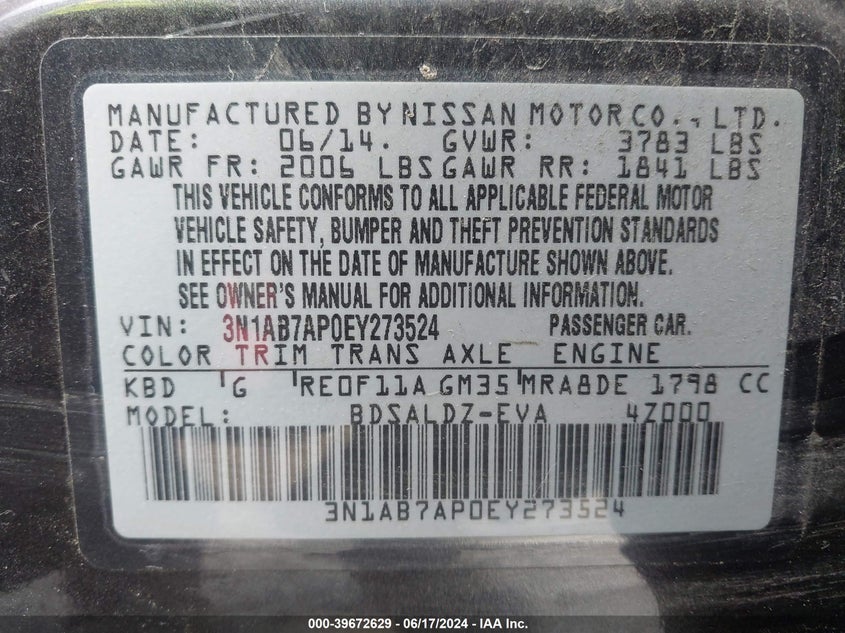 MANUFACTURED BY NISSAN MOTOR CO., LTD.
DATE: 06/14. GVWR: 3783 LBS
GAWR FR: 2006 LBS GAWR RR: 1841 LBS
THIS VEHICLE CONFORMS TO ALL APPLICABLE FEDERAL MOTOR
VEHICLE SAFETY, BUMPER AND THEFT PREVENTION STANDARDS
IN EFFECT ON THE DATE OF MANUFACTURE SHOWN ABOVE.
SEE OWNER'S MANUAL FOR ADDITIONAL INFORMATION.
VIN: 3N1AB7AP0EY273524 PASSENGER CAR.
COLOR TRIM TRANS AXLE ENGINE
KBD G RE0F11A GM35 MRA8DE 1798 CC
MODEL: BDSALDZ-EVA 4Z000
3N1AB7AP0EY273524
000-39672629 - 06/17/2024 - IAA Inc.